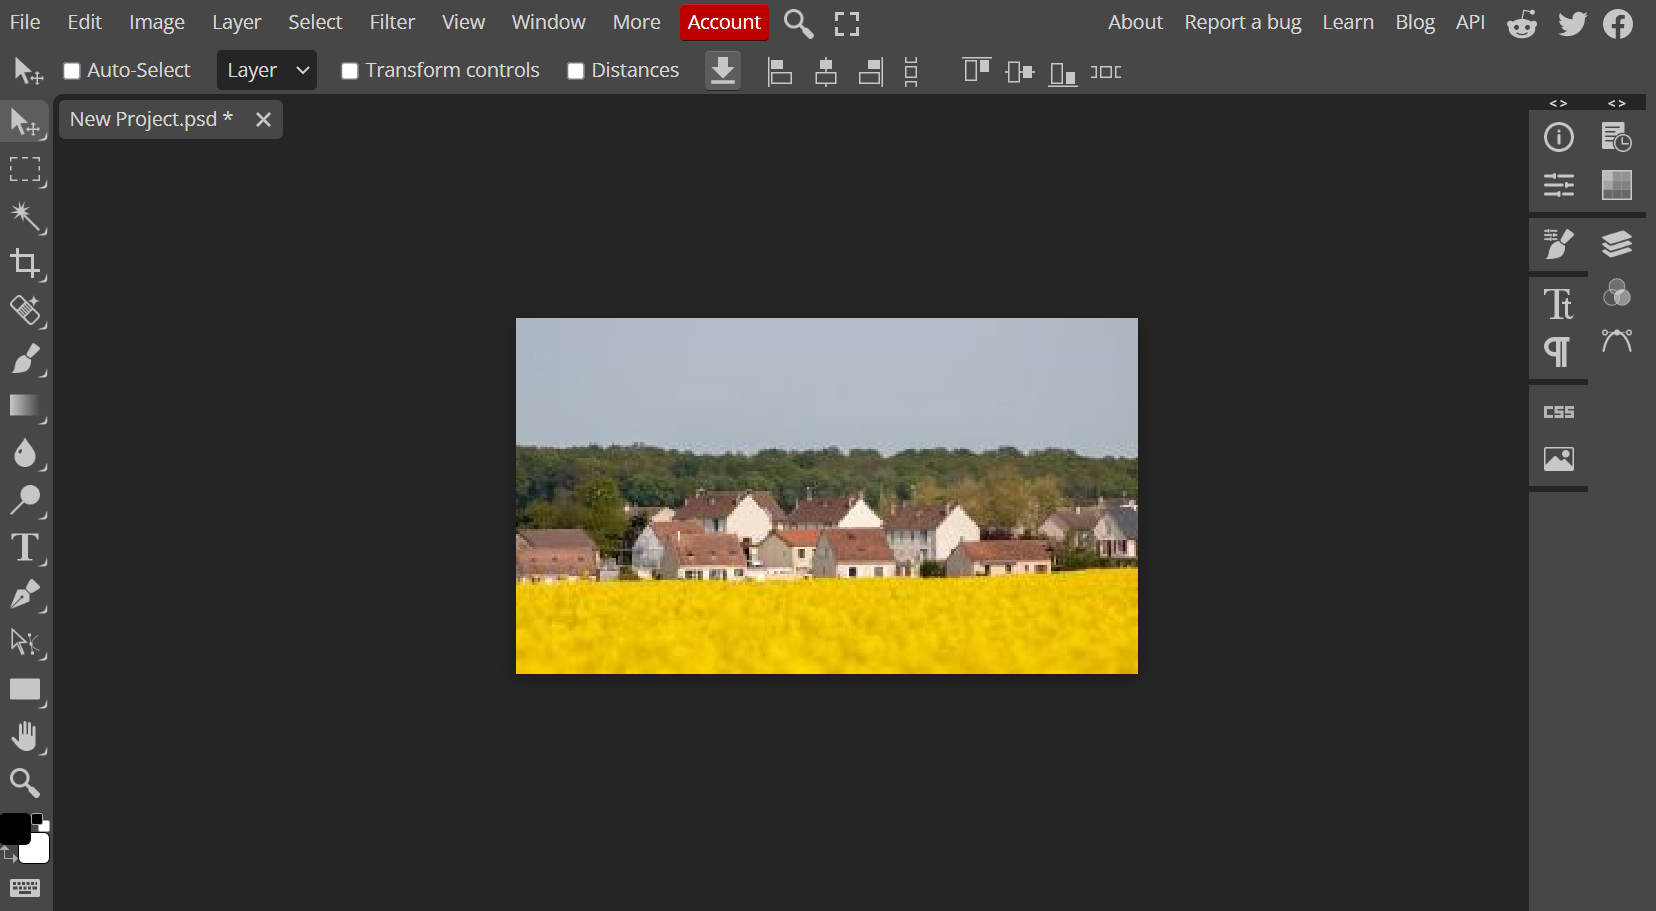 File Edit Image Layer Select Filter View Window More Account About Report a bug Learn Blog API
Auto-Select Layer Transform controls Distances
New Project.psd *
< > < >
T
Tt
¶
CSS